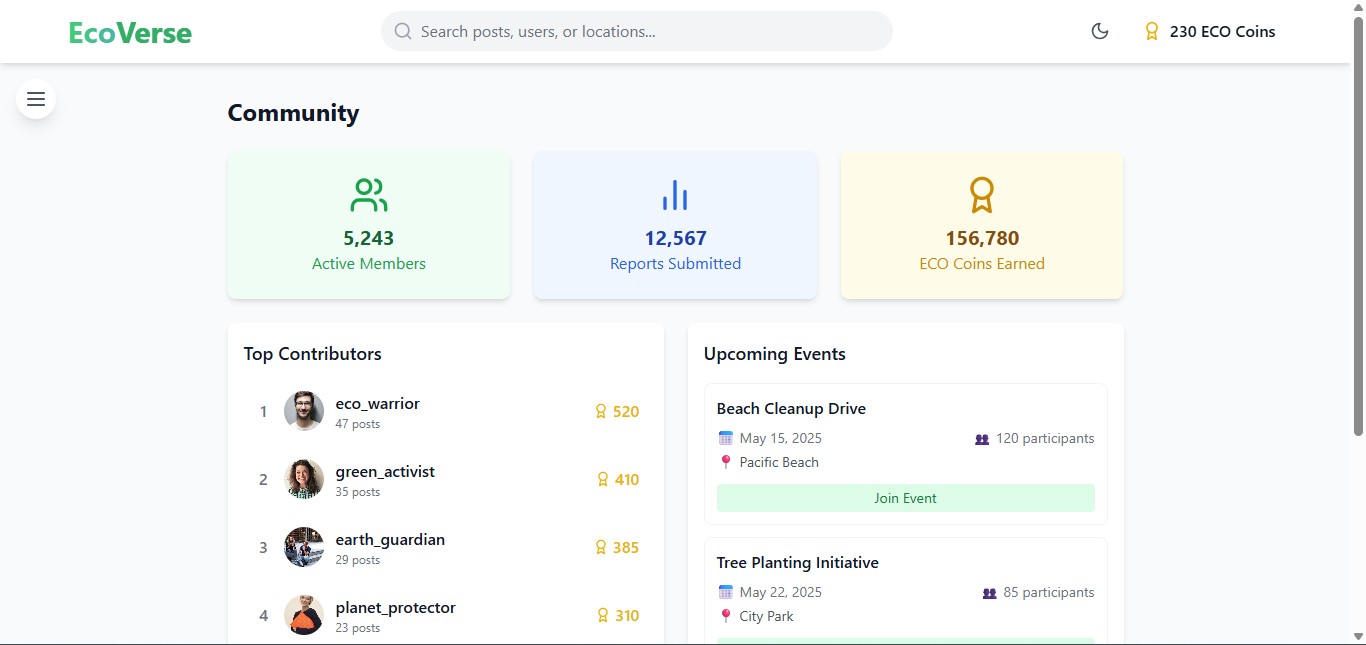 EcoVerse
Search posts, users, or locations...
230 ECO Coins
Community
5,243
Active Members
12,567
Reports Submitted
156,780
ECO Coins Earned
Top Contributors
1
eco_warrior
47 posts
520
2
green_activist
35 posts
410
3
earth_guardian
29 posts
385
4
planet_protector
23 posts
310
Upcoming Events
Beach Cleanup Drive
May 15, 2025
120 participants
Pacific Beach
Join Event
Tree Planting Initiative
May 22, 2025
85 participants
City Park